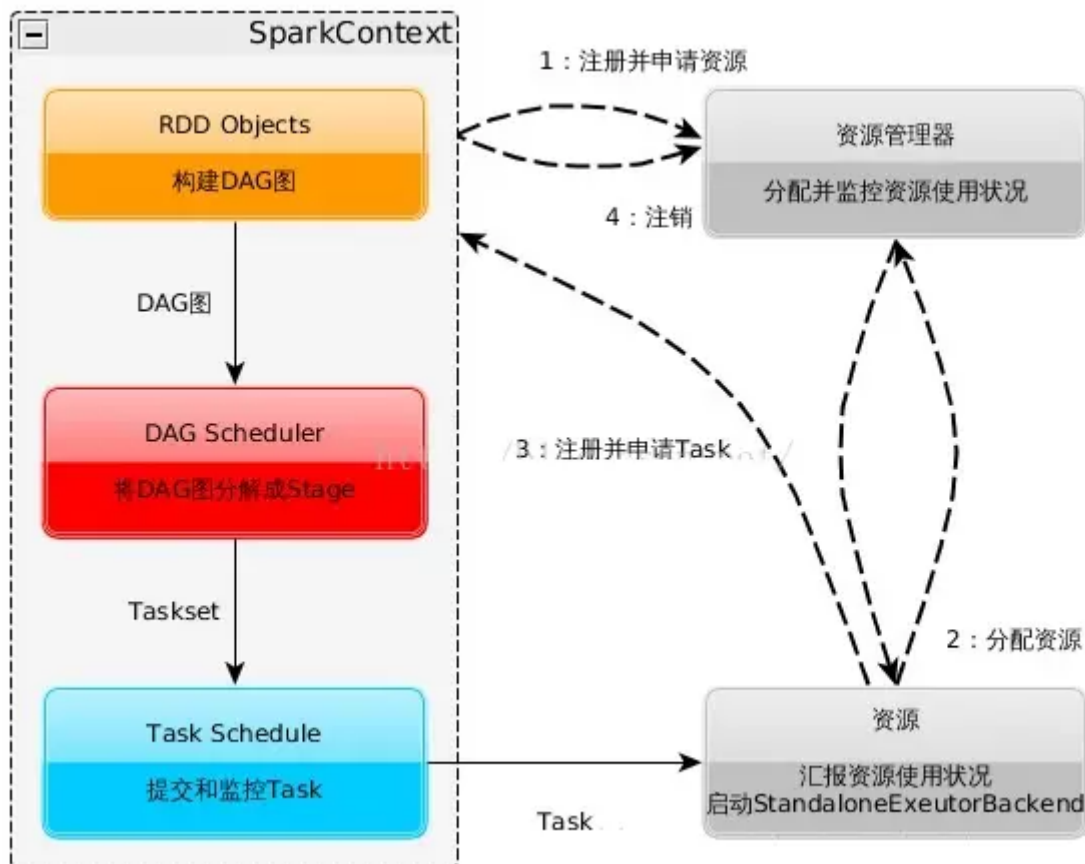 SparkContext
1：注册并申请资源
RDD Objects
构建DAG图
资源管理器
分配并监控资源使用状况
4：注销
DAG图
DAG Scheduler
将DAG图分解成Stage
3：注册并申请Task
Taskset
2：分配资源
Task Schedule
提交和监控Task
资源
汇报资源使用状况
启动StandaloneExeutorBackend
Task